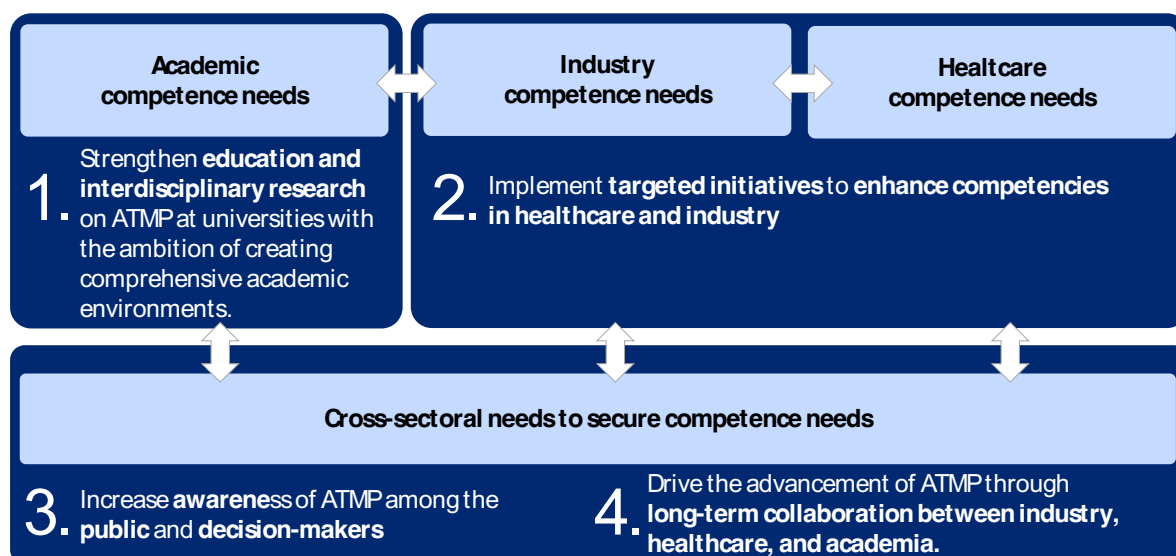 Academic
competence needs
Industry
competence needs
Healtcare
competence needs
1.
Strengthen education and
interdisciplinary research
on ATMP at universities with
the ambition of creating
comprehensive academic
environments.
2.
Implement targeted initiatives to enhance competencies
in healthcare and industry
Cross-sectoral needs to secure competence needs
3.
Increase awareness of ATMP among the
public and decision-makers
4.
Drive the advancement of ATMP through
long-term collaboration between industry,
healthcare, and academia.